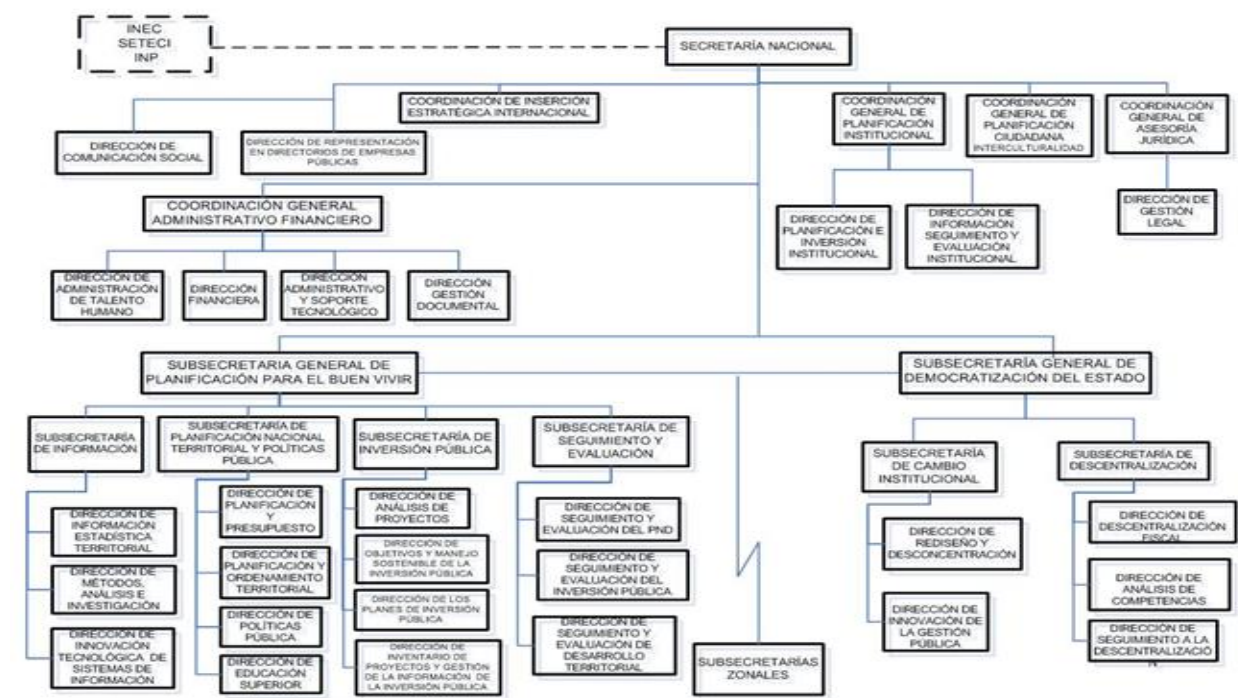 INEC
SETECI
INP
SECRETARÍA NACIONAL
COORDINACIÓN DE INSERCIÓN
ESTRATÉGICA INTERNACIONAL
DIRECCIÓN DE
COMUNICACIÓN SOCIAL
DIRECCIÓN DE REPRESENTACIÓN
EN DIRECTORIOS DE EMPRESAS
PÚBLICAS
COORDINACIÓN
GENERAL
DE PLANIFICACIÓN
INSTITUCIONAL
COORDINACIÓN
GENERAL DE
PLANIFICACIÓN
CIUDADANA
INTERCULTURALIDAD
COORDINACIÓN
GENERAL DE
ASESORÍA
JURÍDICA
DIRECCIÓN DE
PLANIFICACIÓN E
INVERSIÓN
INSTITUCIONAL
DIRECCIÓN DE
INFORMACIÓN
SEGUIMIENTO Y
EVALUACIÓN
INSTITUCIONAL
DIRECCIÓN DE
GESTIÓN
LEGAL
COORDINACIÓN GENERAL
ADMINISTRATIVO FINANCIERO
DIRECCIÓN DE
ADMINISTRACIÓN
DE TALENTO
HUMANO
DIRECCIÓN
FINANCIERA
DIRECCIÓN
ADMINISTRATIVO
Y SOPORTE
TECNOLÓGICO
DIRECCIÓN
GESTIÓN
DOCUMENTAL
SUBSECRETARIA GENERAL DE
PLANIFICACIÓN PARA EL BUEN VIVIR
SUBSECRETARÍA GENERAL DE
DEMOCRATIZACIÓN DEL ESTADO
SUBSECRETARÍA
DE INFORMACIÓN
SUBSECRETARÍA DE
PLANIFICACIÓN NACIONAL
TERRITORIAL Y POLÍTICAS
PÚBLICA
SUBSECRETARÍA DE
INVERSIÓN PÚBLICA
SUBSECRETARÍA DE
SEGUIMIENTO Y
EVALUACIÓN
SUBSECRETARÍA
DE CAMBIO
INSTITUCIONAL
SUBSECRETARÍA DE
DESCENTRALIZACIÓN
DIRECCIÓN DE
INFORMACIÓN
ESTADÍSTICA
TERRITORIAL
DIRECCIÓN DE
MÉTODOS,
ANÁLISIS E
INVESTIGACIÓN
DIRECCIÓN DE
INNOVACIÓN
TECNOLÓGICA DE
SISTEMAS DE
INFORMACIÓN
DIRECCIÓN DE
PLANIFICACIÓN
Y
PRESUPUESTO
DIRECCIÓN DE
PLANIFICACIÓN Y
ORDENAMIENTO
TERRITORIAL
DIRECCIÓN DE
POLÍTICAS
PÚBLICA
DIRECCIÓN DE
EDUCACIÓN
SUPERIOR
DIRECCIÓN DE
ANÁLISIS DE
PROYECTOS
DIRECCIÓN DE
OBJETIVOS Y MANEJO
SOSTENIBLE DE LA
INVERSIÓN PÚBLICA
DIRECCIÓN DE LOS
PLANES DE INVERSIÓN
PÚBLICA
DIRECCIÓN DE
INVENTARIO DE
PROYECTOS Y GESTIÓN
DE LA INFORMACIÓN DE
LA INVERSIÓN PÚBLICA
DIRECCIÓN DE
SEGUIMIENTO Y
EVALUACIÓN DEL PND
DIRECCIÓN DE
SEGUIMIENTO Y
EVALUACIÓN DEL
INVERSIÓN PÚBLICA
DIRECCIÓN DE
SEGUIMIENTO Y
EVALUACIÓN DE
DESARROLLO
TERRITORIAL
SUBSECRETARÍAS
ZONALES
DIRECCIÓN DE
REDISEÑO Y
DESCONCENTRACIÓN
DIRECCIÓN DE
INNOVACIÓN DE
LA GESTIÓN
PÚBLICA
DIRECCIÓN DE
DESCENTRALIZACIÓN
FISCAL
DIRECCIÓN DE
ANÁLISIS DE
COMPETENCIAS
DIRECCIÓN DE
SEGUIMIENTO A LA
DESCENTRALIZACIÓ
N